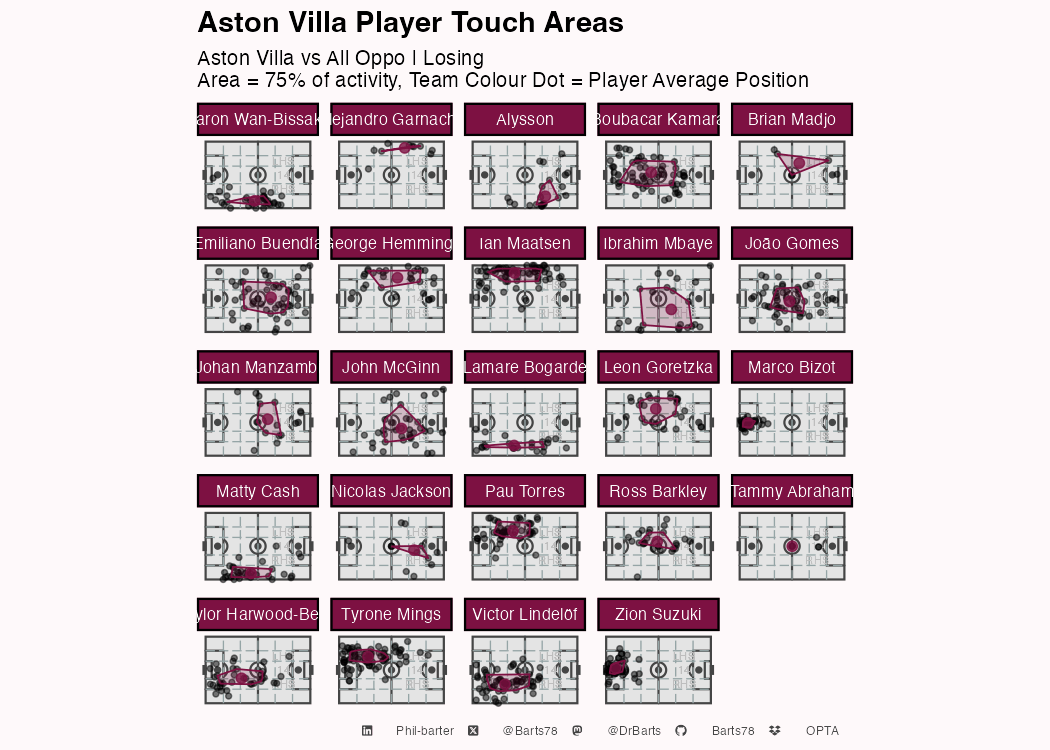 Aston Villa Player Touch Areas
Aston Villa vs All Oppo | Losing
Area = 75% of activity, Team Colour Dot = Player Average Position
aron Wan-Bissak
lejandro Garnach
Alysson
Boubacar Kamara
Brian Madjo
Emiliano Buendía
George Hemming
Ian Maatsen
Ibrahim Mbaye
João Gomes
Johan Manzamb
John McGinn
Lamare Bogarde
Leon Goretzka
Marco Bizot
Matty Cash
Nicolas Jackson
Pau Torres
Ross Barkley
Tammy Abraham
ylor Harwood-Be
Tyrone Mings
Victor Lindelöf
Zion Suzuki
Phil-barter @Barts78 @DrBarts Barts78 OPTA